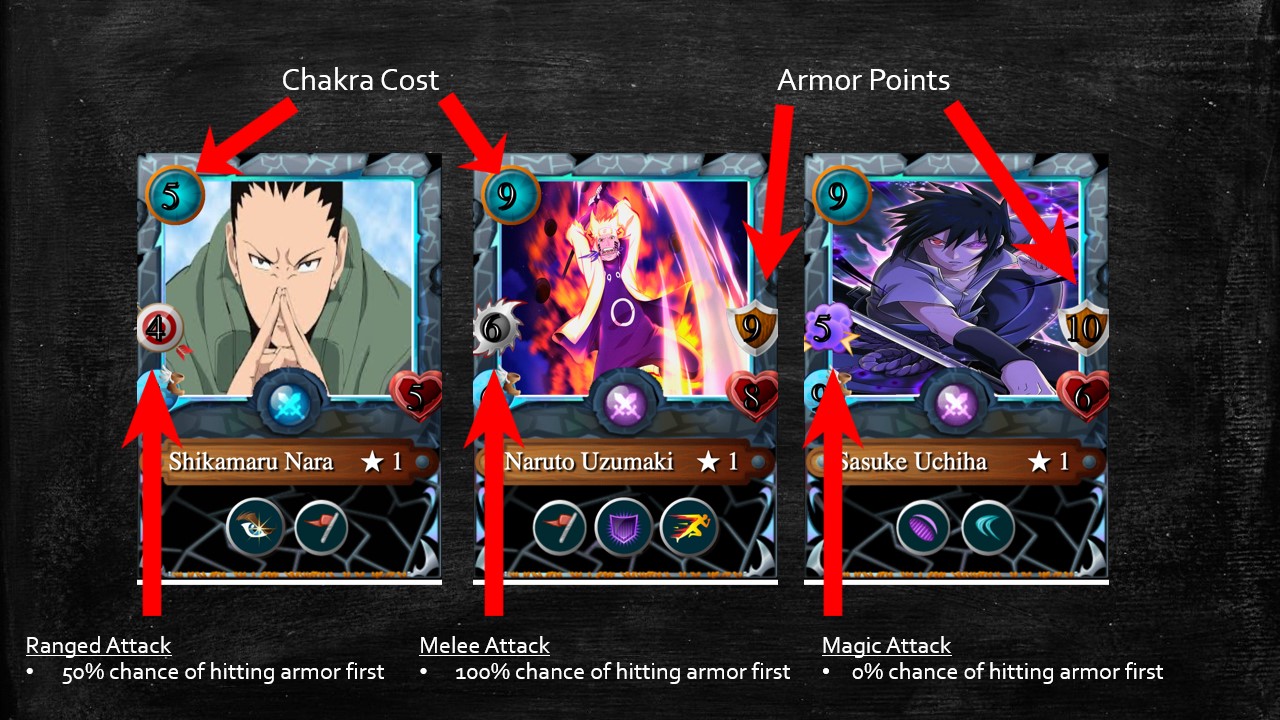 Chakra Cost
Armor Points
5
9
9
4
6
9
5
10
5
8
9
6
Shikamaru Nara ★ 1
Naruto Uzumaki ★ 1
Sasuke Uchiha ★ 1
Ranged Attack
• 50% chance of hitting armor first
Melee Attack
• 100% chance of hitting armor first
Magic Attack
• 0% chance of hitting armor first